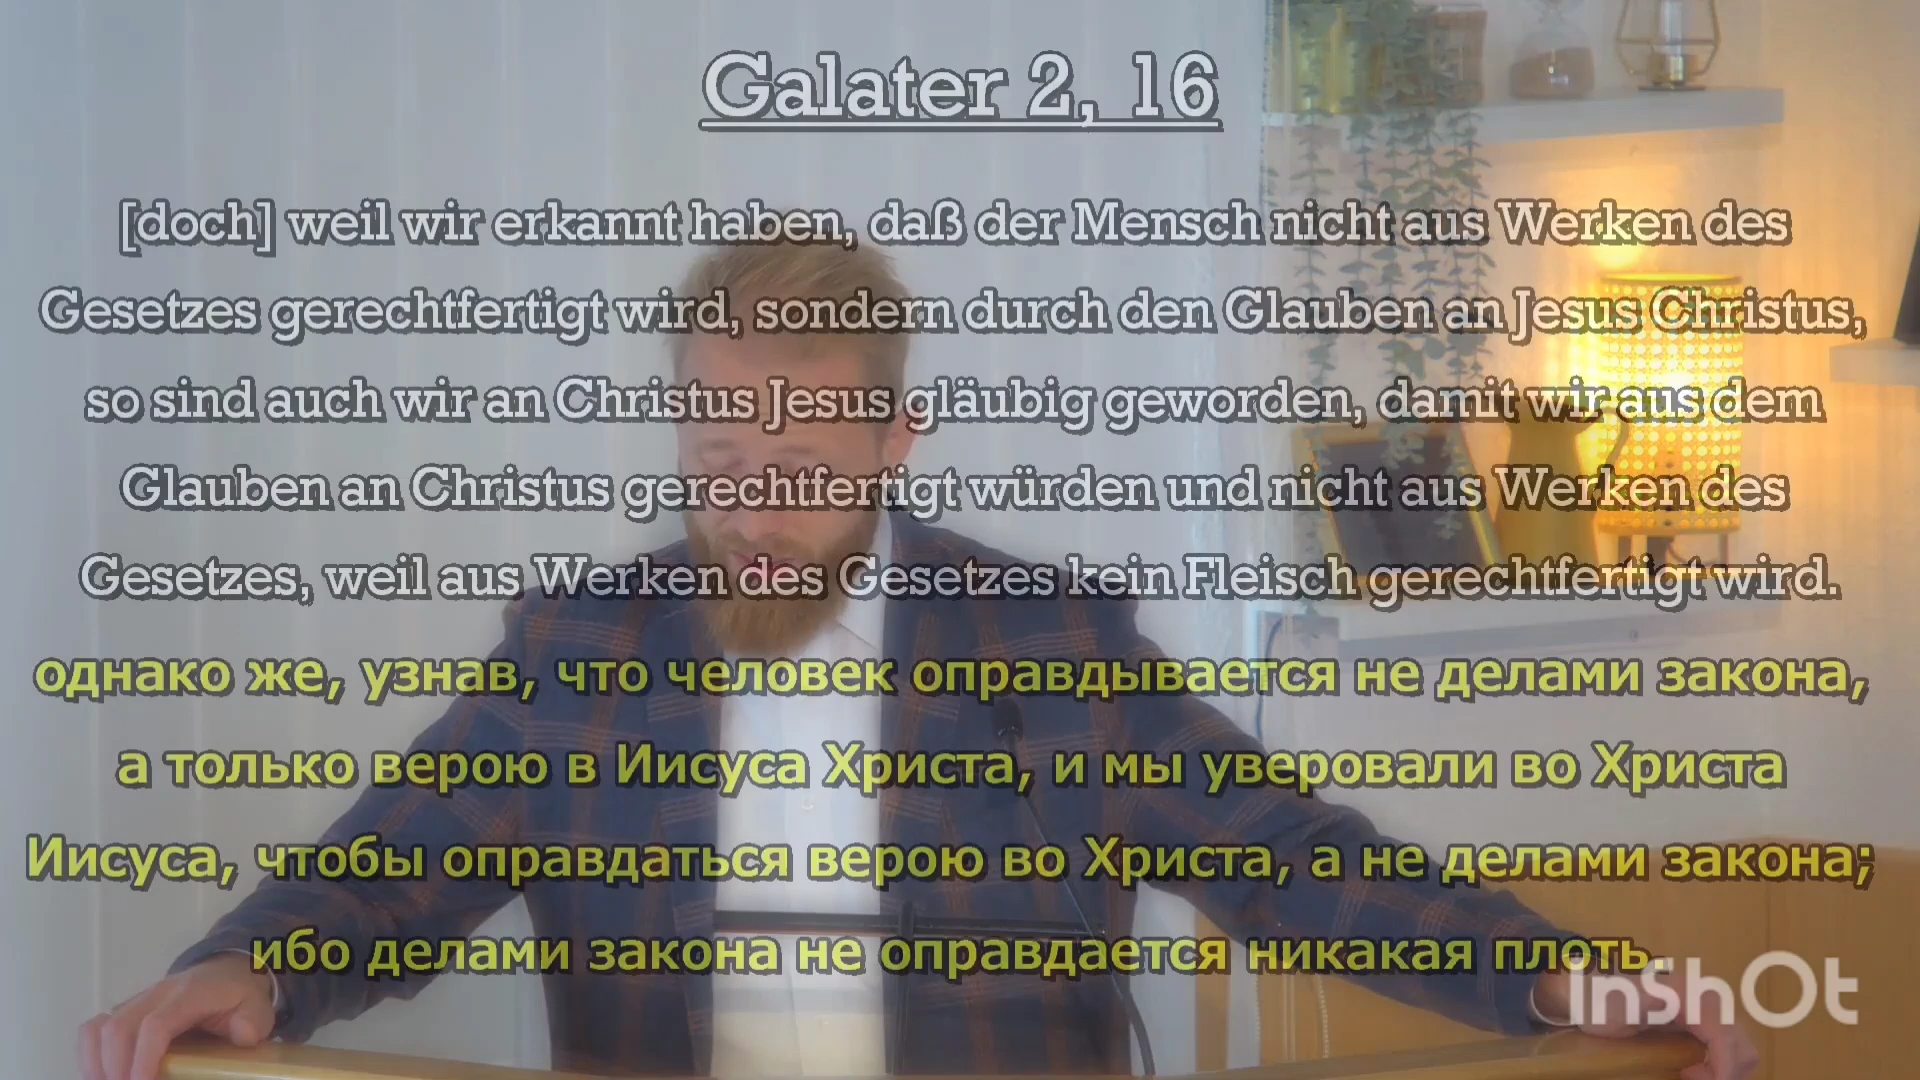 Galater 2, 16
[doch] weil wir erkannt haben, daß der Mensch nicht aus Werken des
Gesetzes gerechtfertigt wird, sondern durch den Glauben an Jesus Christus,
so sind auch wir an Christus Jesus gläubig geworden, damit wir aus dem
Glauben an Christus gerechtfertigt würden und nicht aus Werken des
Gesetzes, weil aus Werken des Gesetzes kein Fleisch gerechtfertigt wird.
однако же, узнав, что человек оправдывается не делами закона,
а только верою в Иисуса Христа, и мы уверовали во Христа
Иисуса, чтобы оправдаться верою во Христа, а не делами закона;
ибо делами закона не оправдается никакая плоть.
InShOt